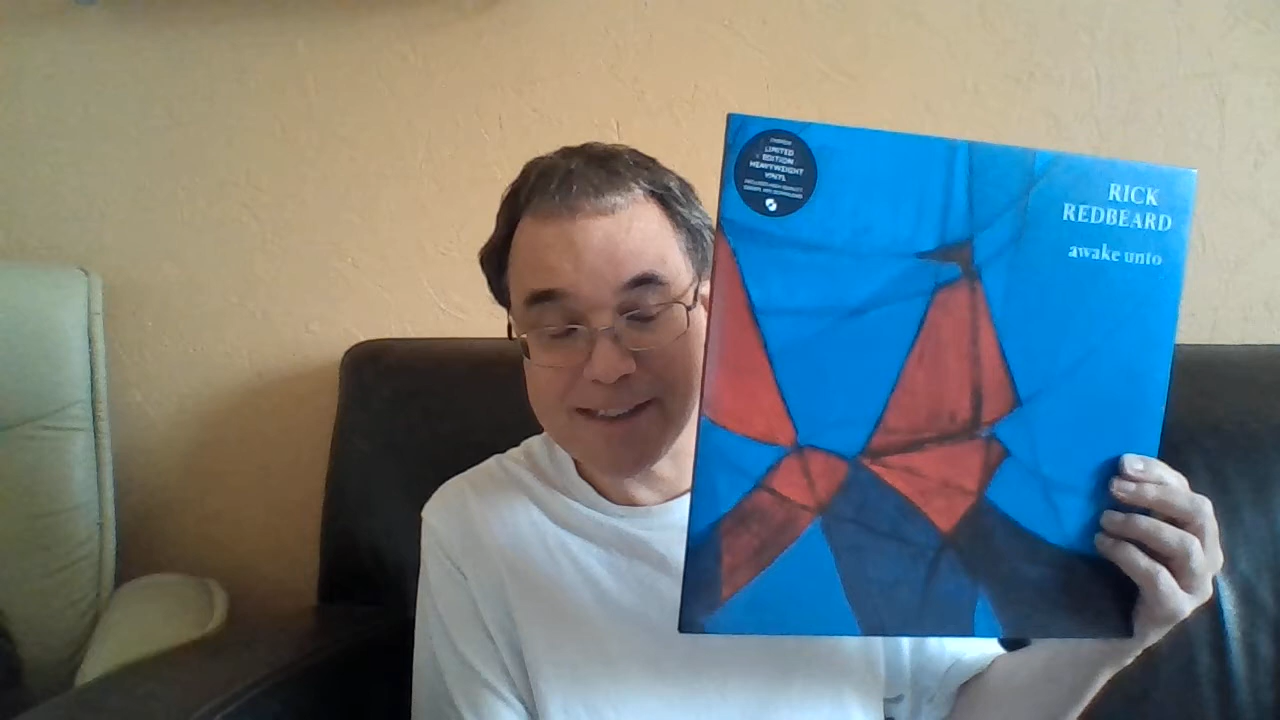 LIMITED
EDITION
HEAVYWEIGHT
VINYL
RICK
REDBEARD
awake unto